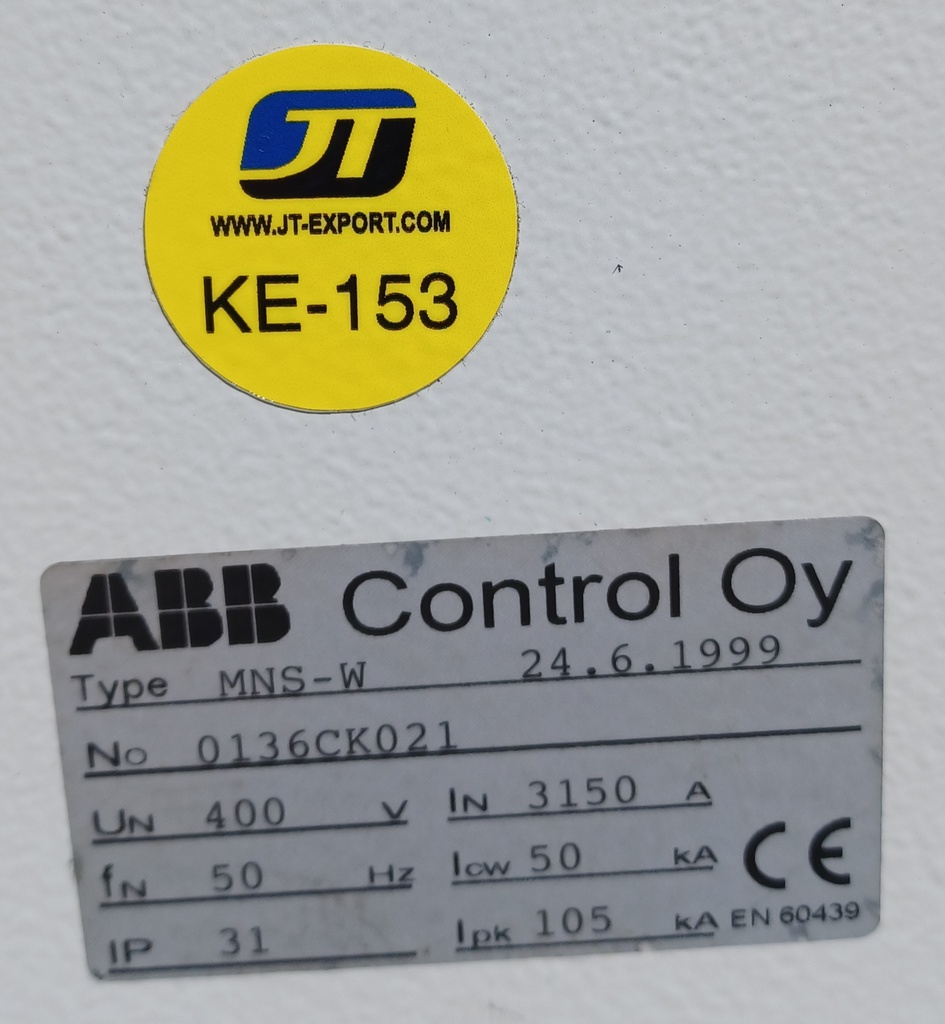 JT
WWW.JT-EXPORT.COM
KE-153
ABB Control Oy
Type MNS-W 24.6.1999
No 0136CK021
UN 400 V IN 3150 A
fN 50 Hz Icw 50 kA CE
IP 31 Ipk 105 kA EN 60439